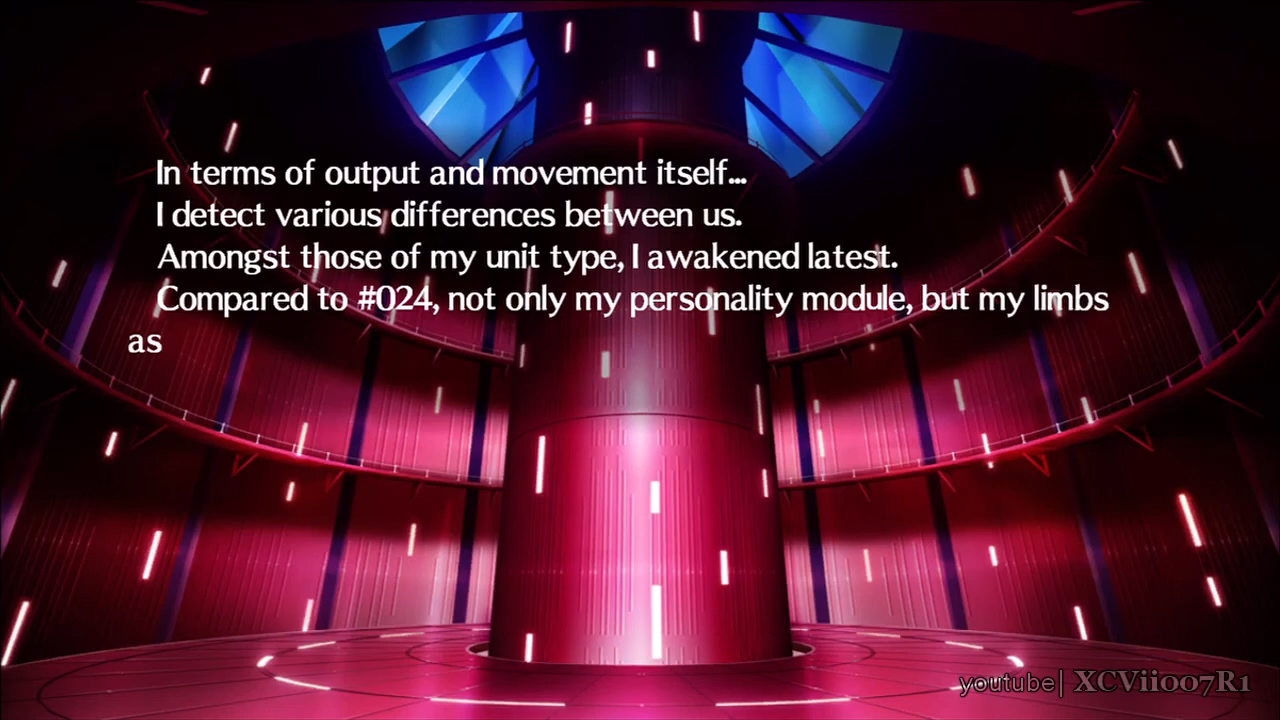 In terms of output and movement itself...
I detect various differences between us.
Amongst those of my unit type, I awakened latest.
Compared to #024, not only my personality module, but my limbs
as
youtube| XCViii007R1